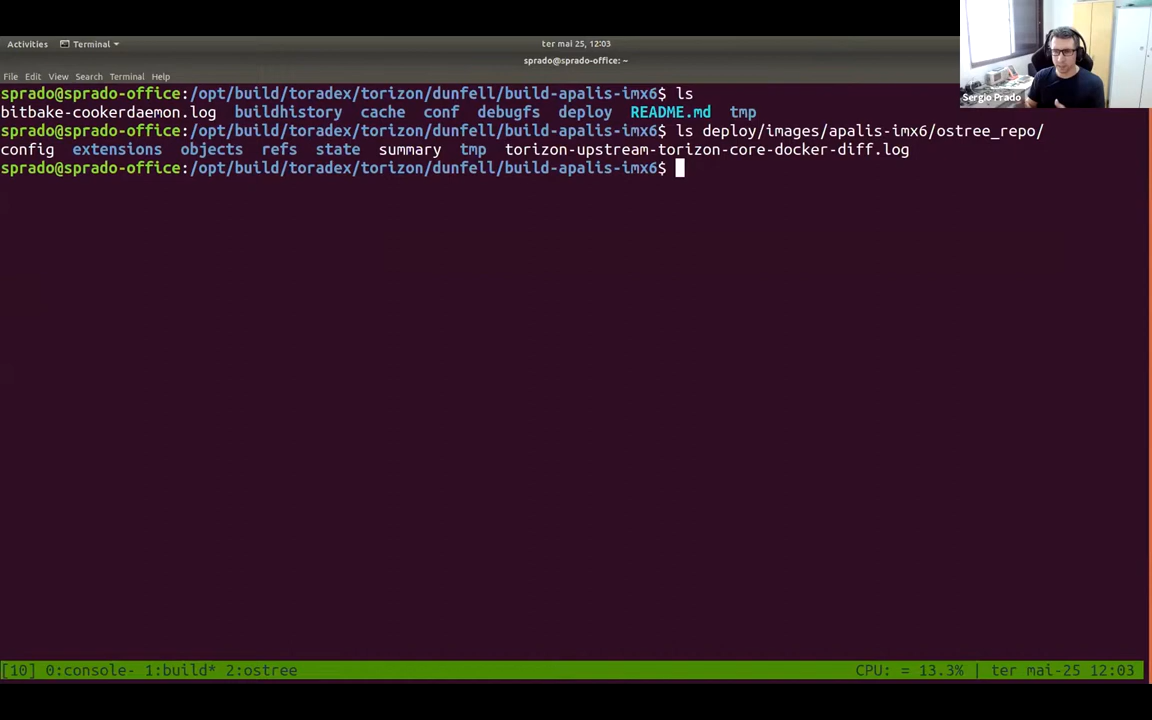 Activities Terminal ter mai 25, 12:03
sprado@sprado-office: ~
File Edit View Search Terminal Help
Sergio Prado
sprado@sprado-office:/opt/build/toradex/torizon/dunfell/build-apalis-imx6$ ls
bitbake-cookerdaemon.log buildhistory cache conf debugfs deploy README.md tmp
sprado@sprado-office:/opt/build/toradex/torizon/dunfell/build-apalis-imx6$ ls deploy/images/apalis-imx6/ostree_repo/
config extensions objects refs state summary tmp torizon-upstream-torizon-core-docker-diff.log
sprado@sprado-office:/opt/build/toradex/torizon/dunfell/build-apalis-imx6$
[10] 0:console- 1:build* 2:ostree CPU: = 13.3% | ter mai-25 12:03